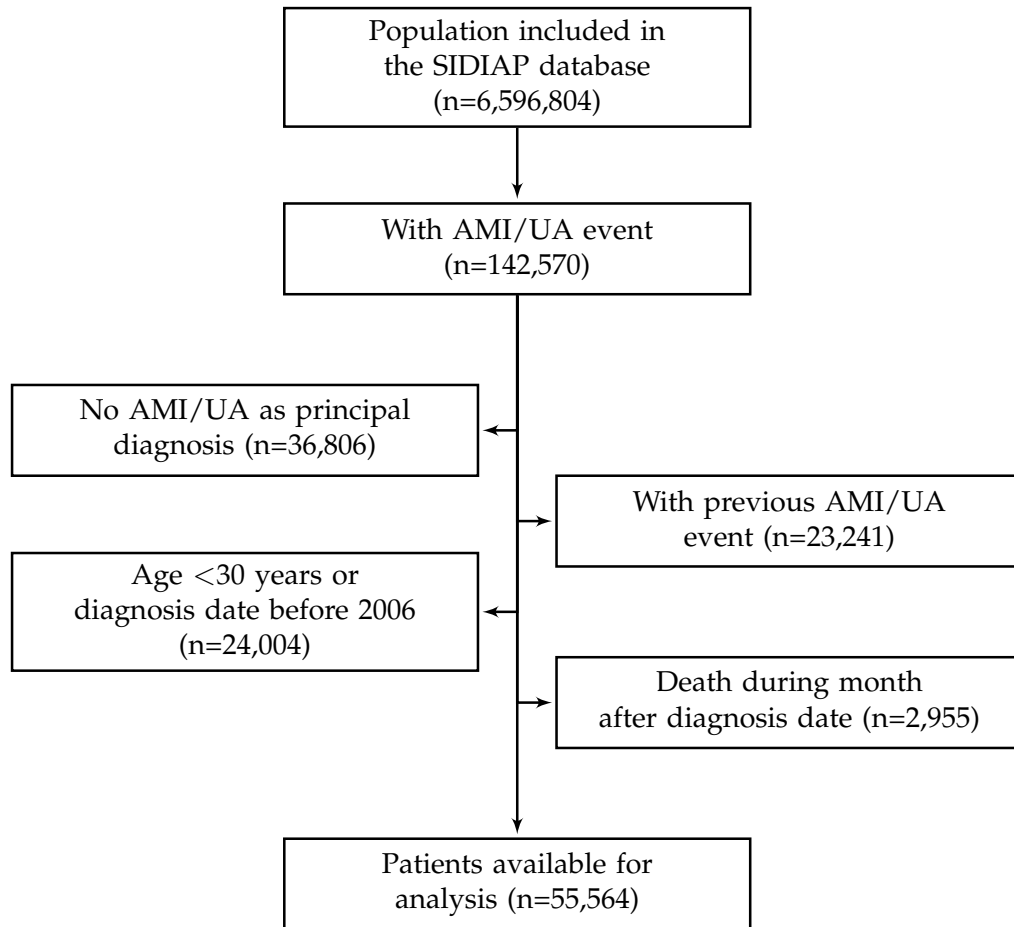 Population included in
the SIDIAP database
(n=6,596,804)
With AMI/UA event
(n=142,570)
No AMI/UA as principal
diagnosis (n=36,806)
With previous AMI/UA
event (n=23,241)
Age <30 years or
diagnosis date before 2006
(n=24,004)
Death during month
after diagnosis date (n=2,955)
Patients available for
analysis (n=55,564)